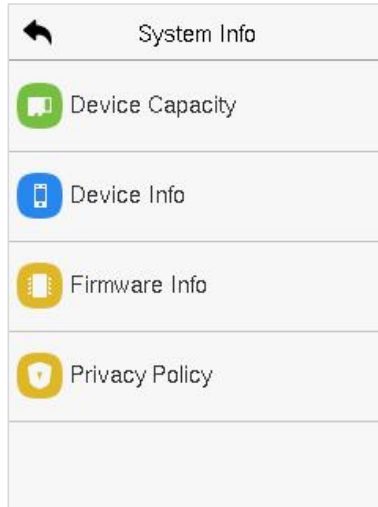 System Info
Device Capacity
Device Info
Firmware Info
Privacy Policy